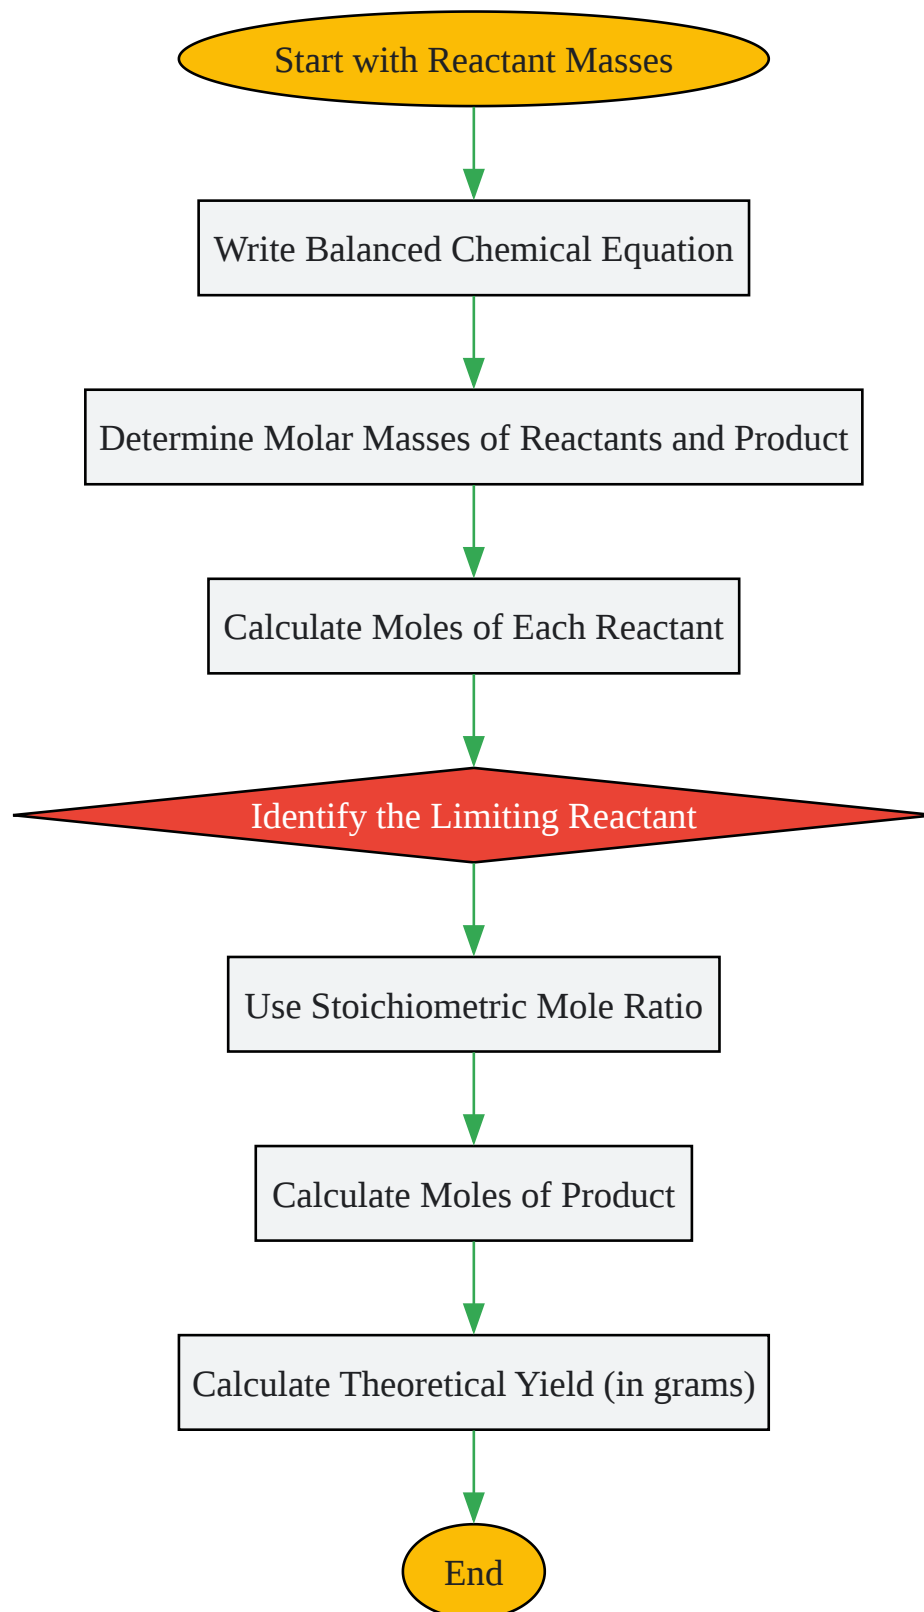 Start with Reactant Masses
Write Balanced Chemical Equation
Determine Molar Masses of Reactants and Product
Calculate Moles of Each Reactant
Identify the Limiting Reactant
Use Stoichiometric Mole Ratio
Calculate Moles of Product
Calculate Theoretical Yield (in grams)
End